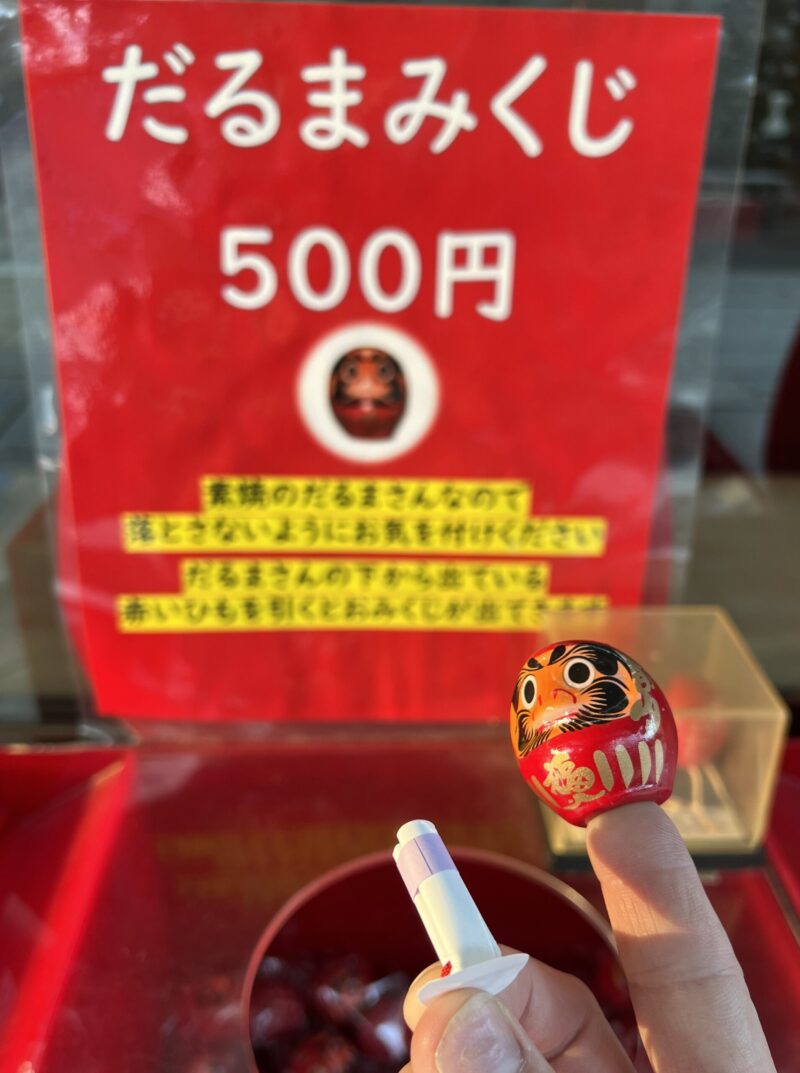 だるまみくじ
500円
素焼のだるまさんなので
落とさないようにお気を付けください
だるまさんの下から出ている
赤いひもを引くとおみくじが出てきます
福